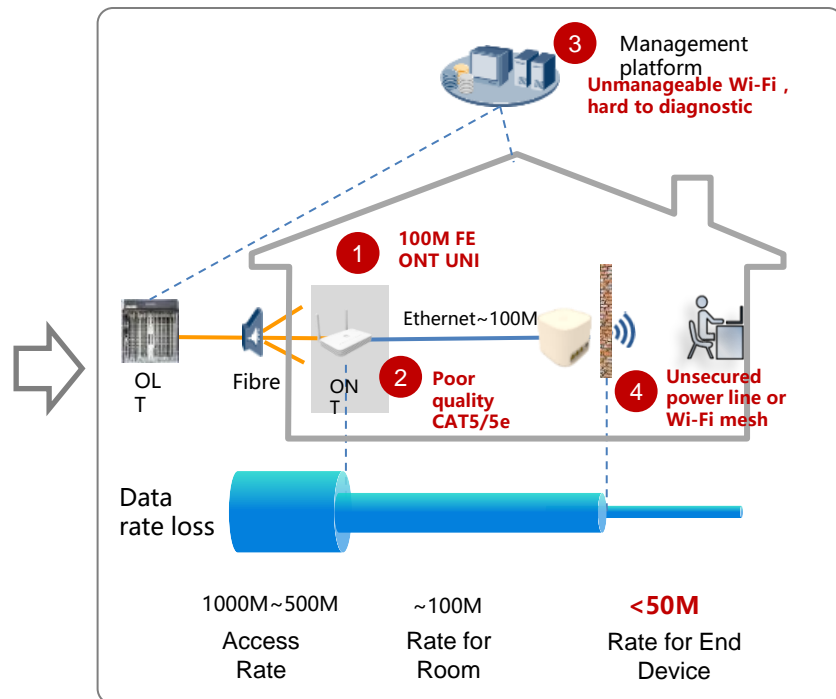 3
Management
platform
Unmanageable Wi-Fi ,
hard to diagnostic
1
100M FE
ONT UNI
Ethernet~100M
OL
T
Fibre
ON
T
2
Poor
quality
CAT5/5e
4
Unsecured
power line or
Wi-Fi mesh
Data
rate loss
1000M~500M
~100M
<50M
Access
Rate
Rate for
Room
Rate for End
Device